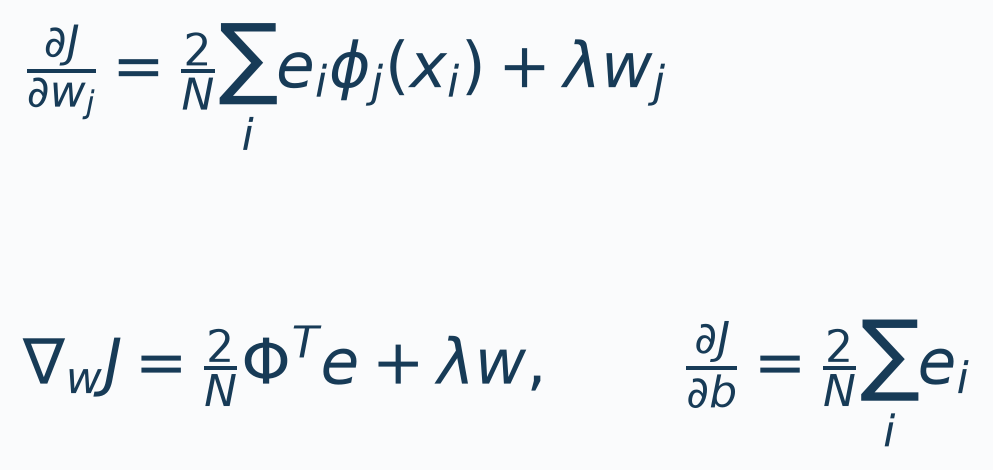 ∂J/∂w_j = 2/N ∑_i e_i ϕ_j(x_i) + λw_j
∇_w J = 2/N Φ^T e + λw, ∂J/∂b = 2/N ∑_i e_i